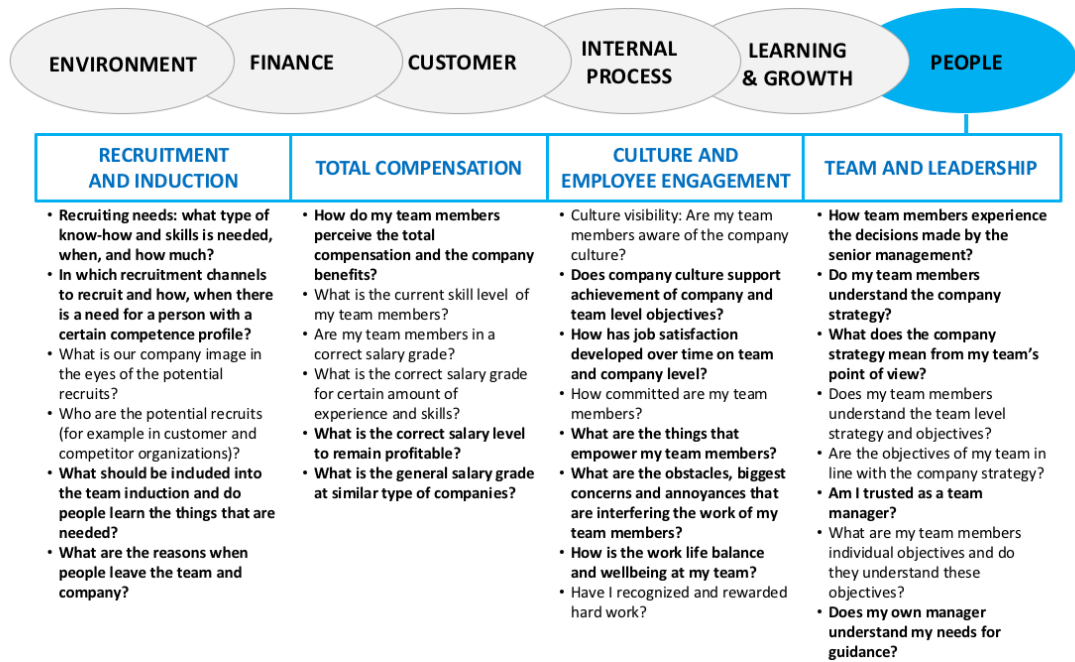 ENVIRONMENT
FINANCE
CUSTOMER
INTERNAL
PROCESS
LEARNING
& GROWTH
PEOPLE
RECRUITMENT
AND INDUCTION
• Recruiting needs: what type of
know-how and skills is needed,
when, and how much?
• In which recruitment channels
to recruit and how, when there
is a need for a person with a
certain competence profile?
• What is our company image in
the eyes of the potential
recruits?
• Who are the potential recruits
(for example in customer and
competitor organizations)?
• What should be included into
the team induction and do
people learn the things that are
needed?
• What are the reasons when
people leave the team and
company?
TOTAL COMPENSATION
• How do my team members
perceive the total
compensation and the company
benefits?
• What is the current skill level of
my team members?
• Are my team members in a
correct salary grade?
• What is the correct salary grade
for certain amount of
experience and skills?
• What is the correct salary level
to remain profitable?
• What is the general salary grade
at similar type of companies?
CULTURE AND
EMPLOYEE ENGAGEMENT
• Culture visibility: Are my team
members aware of the company
culture?
• Does company culture support
achievement of company and
team level objectives?
• How has job satisfaction
developed over time on team
and company level?
• How committed are my team
members?
• What are the things that
empower my team members?
• What are the obstacles, biggest
concerns and annoyances that
are interfering the work of my
team members?
• How is the work life balance
and wellbeing at my team?
• Have I recognized and rewarded
hard work?
TEAM AND LEADERSHIP
• How team members experience
the decisions made by the
senior management?
• Do my team members
understand the company
strategy?
• What does the company
strategy mean from my team's
point of view?
• Does my team members
understand the team level
strategy and objectives?
• Are the objectives of my team in
line with the company strategy?
• Am I trusted as a team
manager?
• What are my team members
individual objectives and do
they understand these
objectives?
• Does my own manager
understand my needs for
guidance?